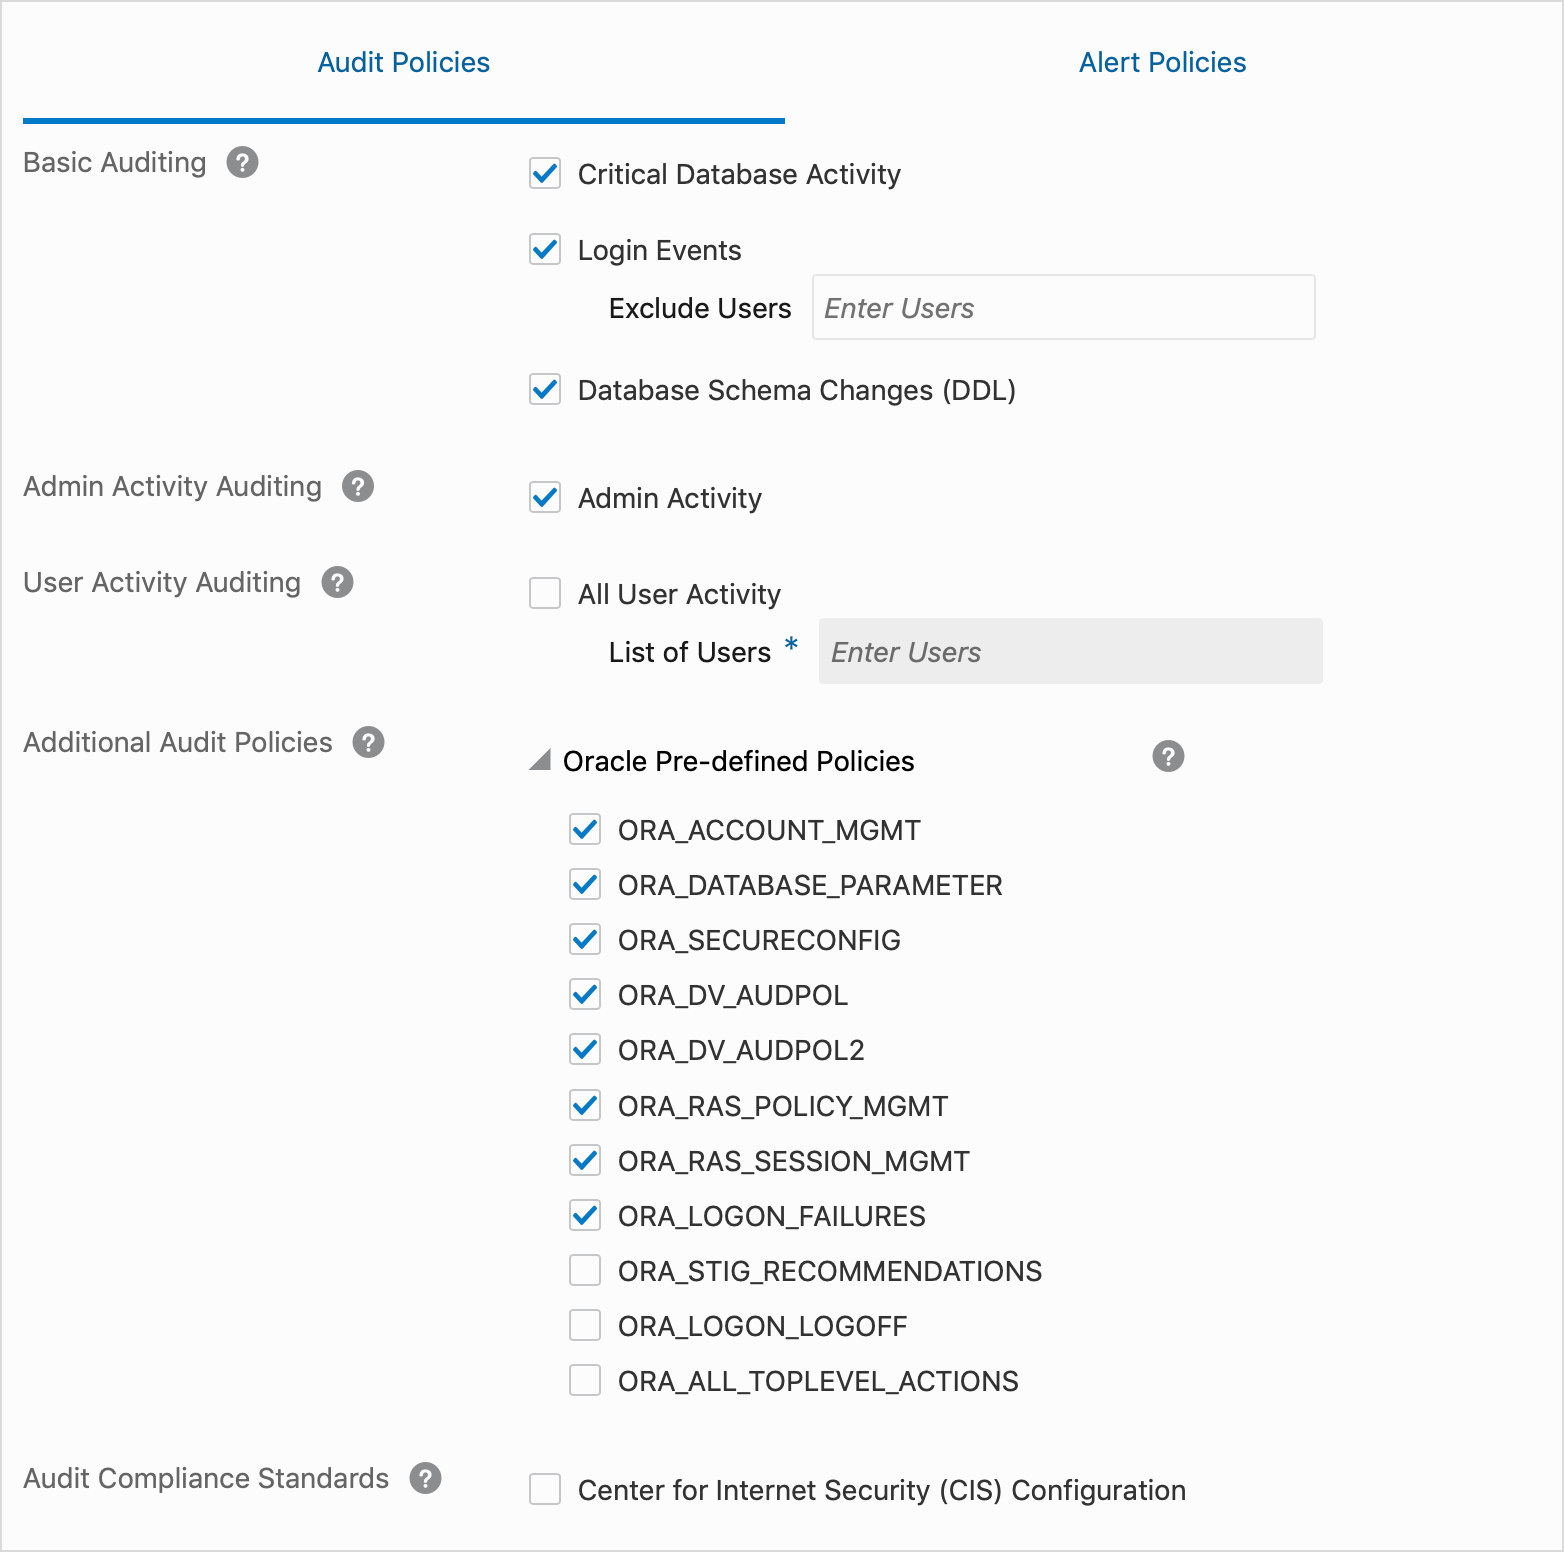 Audit Policies
Alert Policies
Basic Auditing ?
Critical Database Activity
Login Events
Exclude Users Enter Users
Database Schema Changes (DDL)
Admin Activity Auditing ?
Admin Activity
User Activity Auditing ?
All User Activity
List of Users * Enter Users
Additional Audit Policies ?
Oracle Pre-defined Policies ?
ORA_ACCOUNT_MGMT
ORA_DATABASE_PARAMETER
ORA_SECURECONFIG
ORA_DV_AUDPOL
ORA_DV_AUDPOL2
ORA_RAS_POLICY_MGMT
ORA_RAS_SESSION_MGMT
ORA_LOGON_FAILURES
ORA_STIG_RECOMMENDATIONS
ORA_LOGON_LOGOFF
ORA_ALL_TOPLEVEL_ACTIONS
Audit Compliance Standards ?
Center for Internet Security (CIS) Configuration